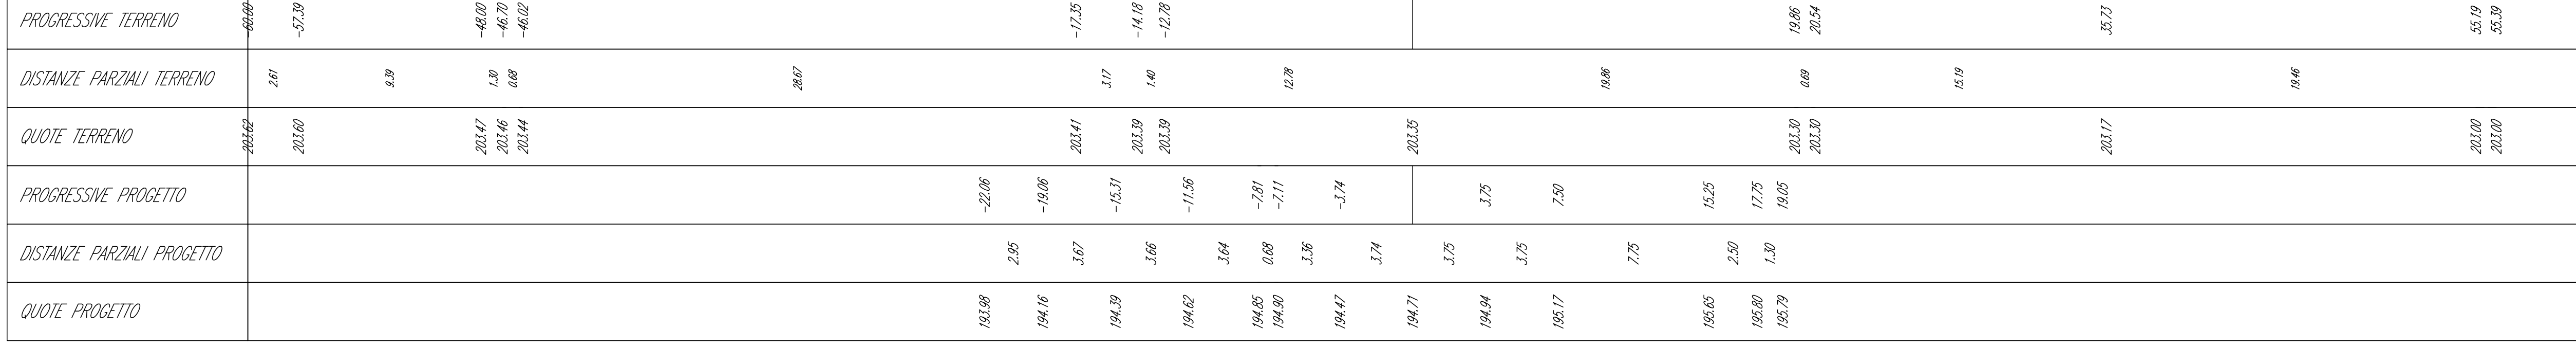 PROGRESSIVE TERRENO -60.00 -57.39 -48.00 -46.70 -46.02 -17.35 -14.18 -12.78 19.86 20.54 35.73 55.19 55.39
DISTANZE PARZIALI TERRENO 2.61 9.39 1.30 0.68 28.67 3.17 1.40 12.78 19.86 0.69 15.19 19.46
QUOTE TERRENO 203.62 203.60 203.47 203.46 203.44 203.41 203.39 203.39 203.35 203.30 203.30 203.17 203.00 203.00
PROGRESSIVE PROGETTO -22.06 -19.06 -15.31 -11.56 -7.81 -7.11 -3.74 3.75 7.50 15.25 17.75 19.05
DISTANZE PARZIALI PROGETTO 2.95 3.67 3.66 3.64 0.68 3.36 3.74 3.75 3.75 7.75 2.50 1.30
QUOTE PROGETTO 193.98 194.16 194.39 194.62 194.85 194.90 194.47 194.71 194.94 195.17 195.65 195.80 195.79